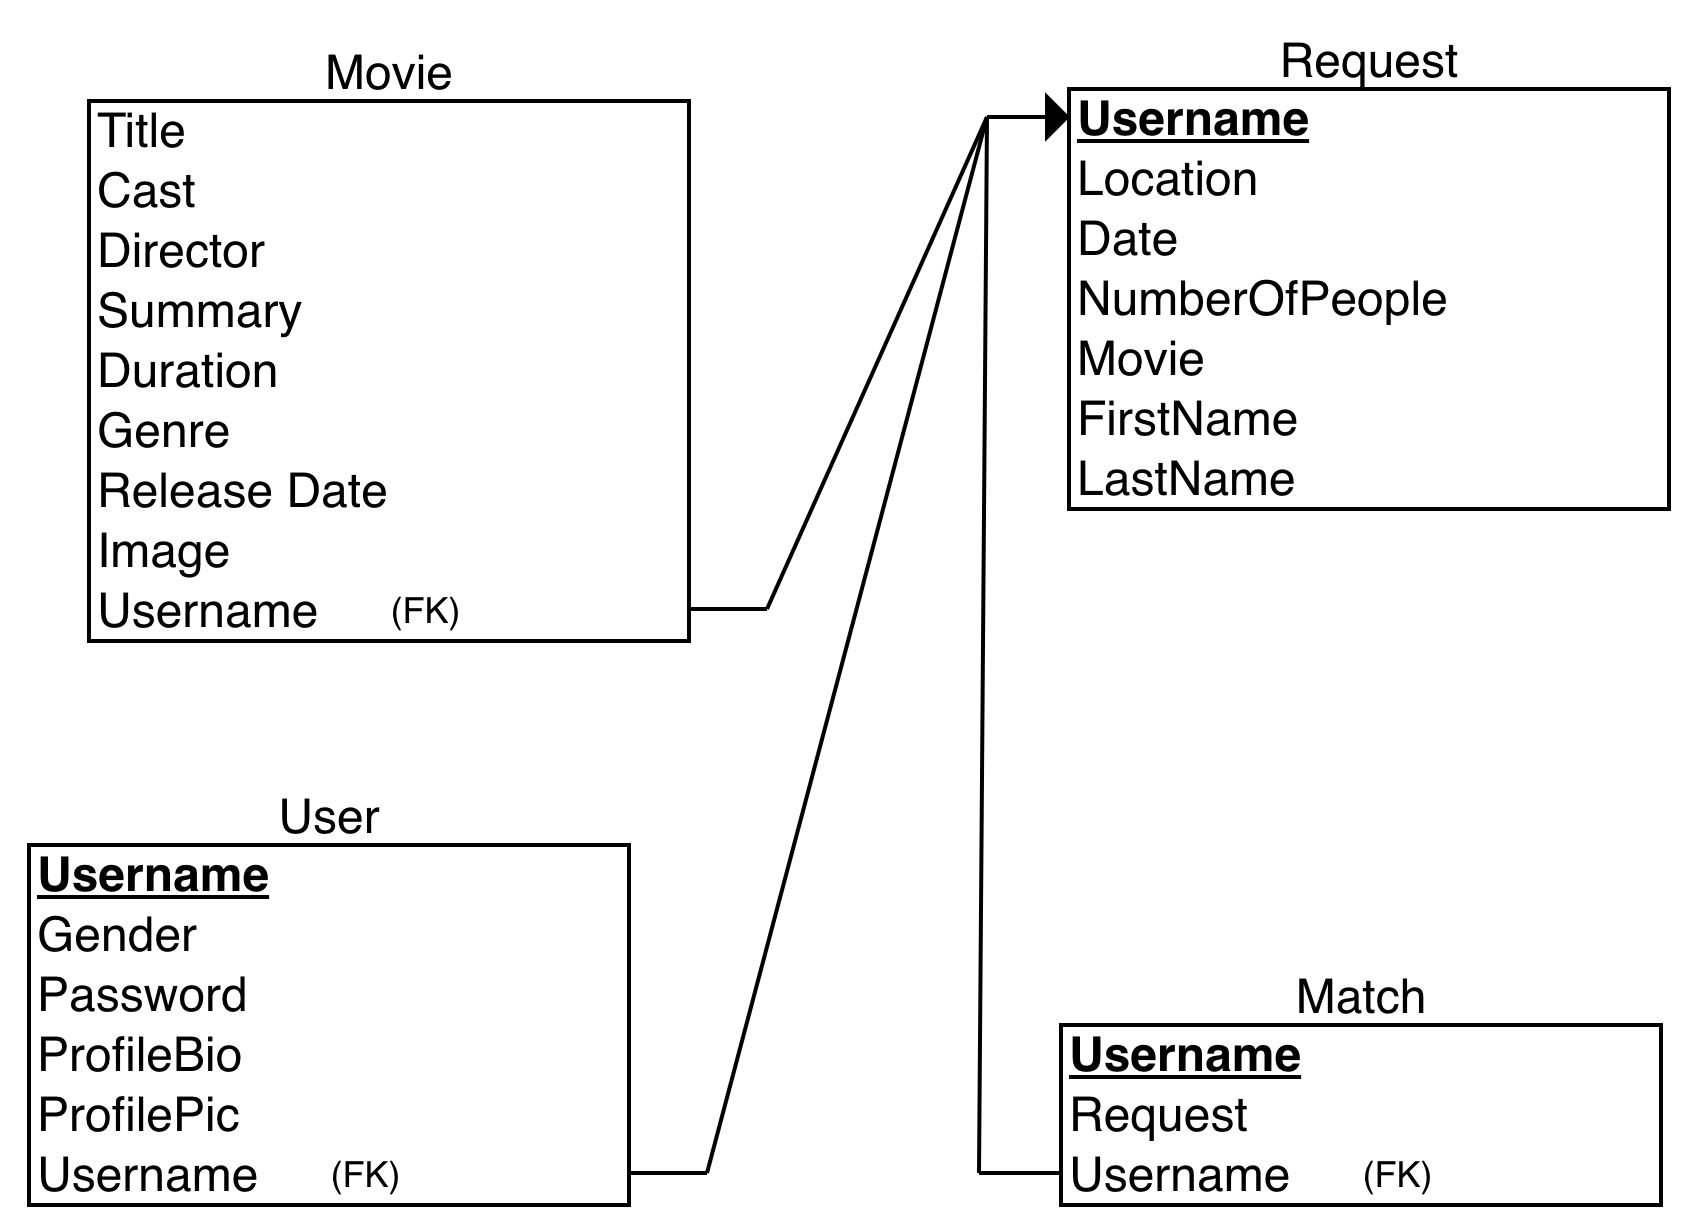 Movie
Title
Cast
Director
Summary
Duration
Genre
Release Date
Image
Username (FK)
Request
Username
Location
Date
NumberOfPeople
Movie
FirstName
LastName
User
Username
Gender
Password
ProfileBio
ProfilePic
Username (FK)
Match
Username
Request
Username (FK)